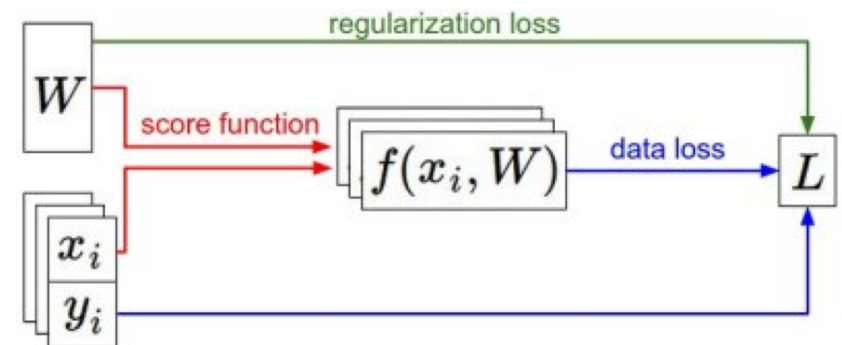 regularization loss
W
score function
f(x_i, W)
data loss
L
x_i
y_i